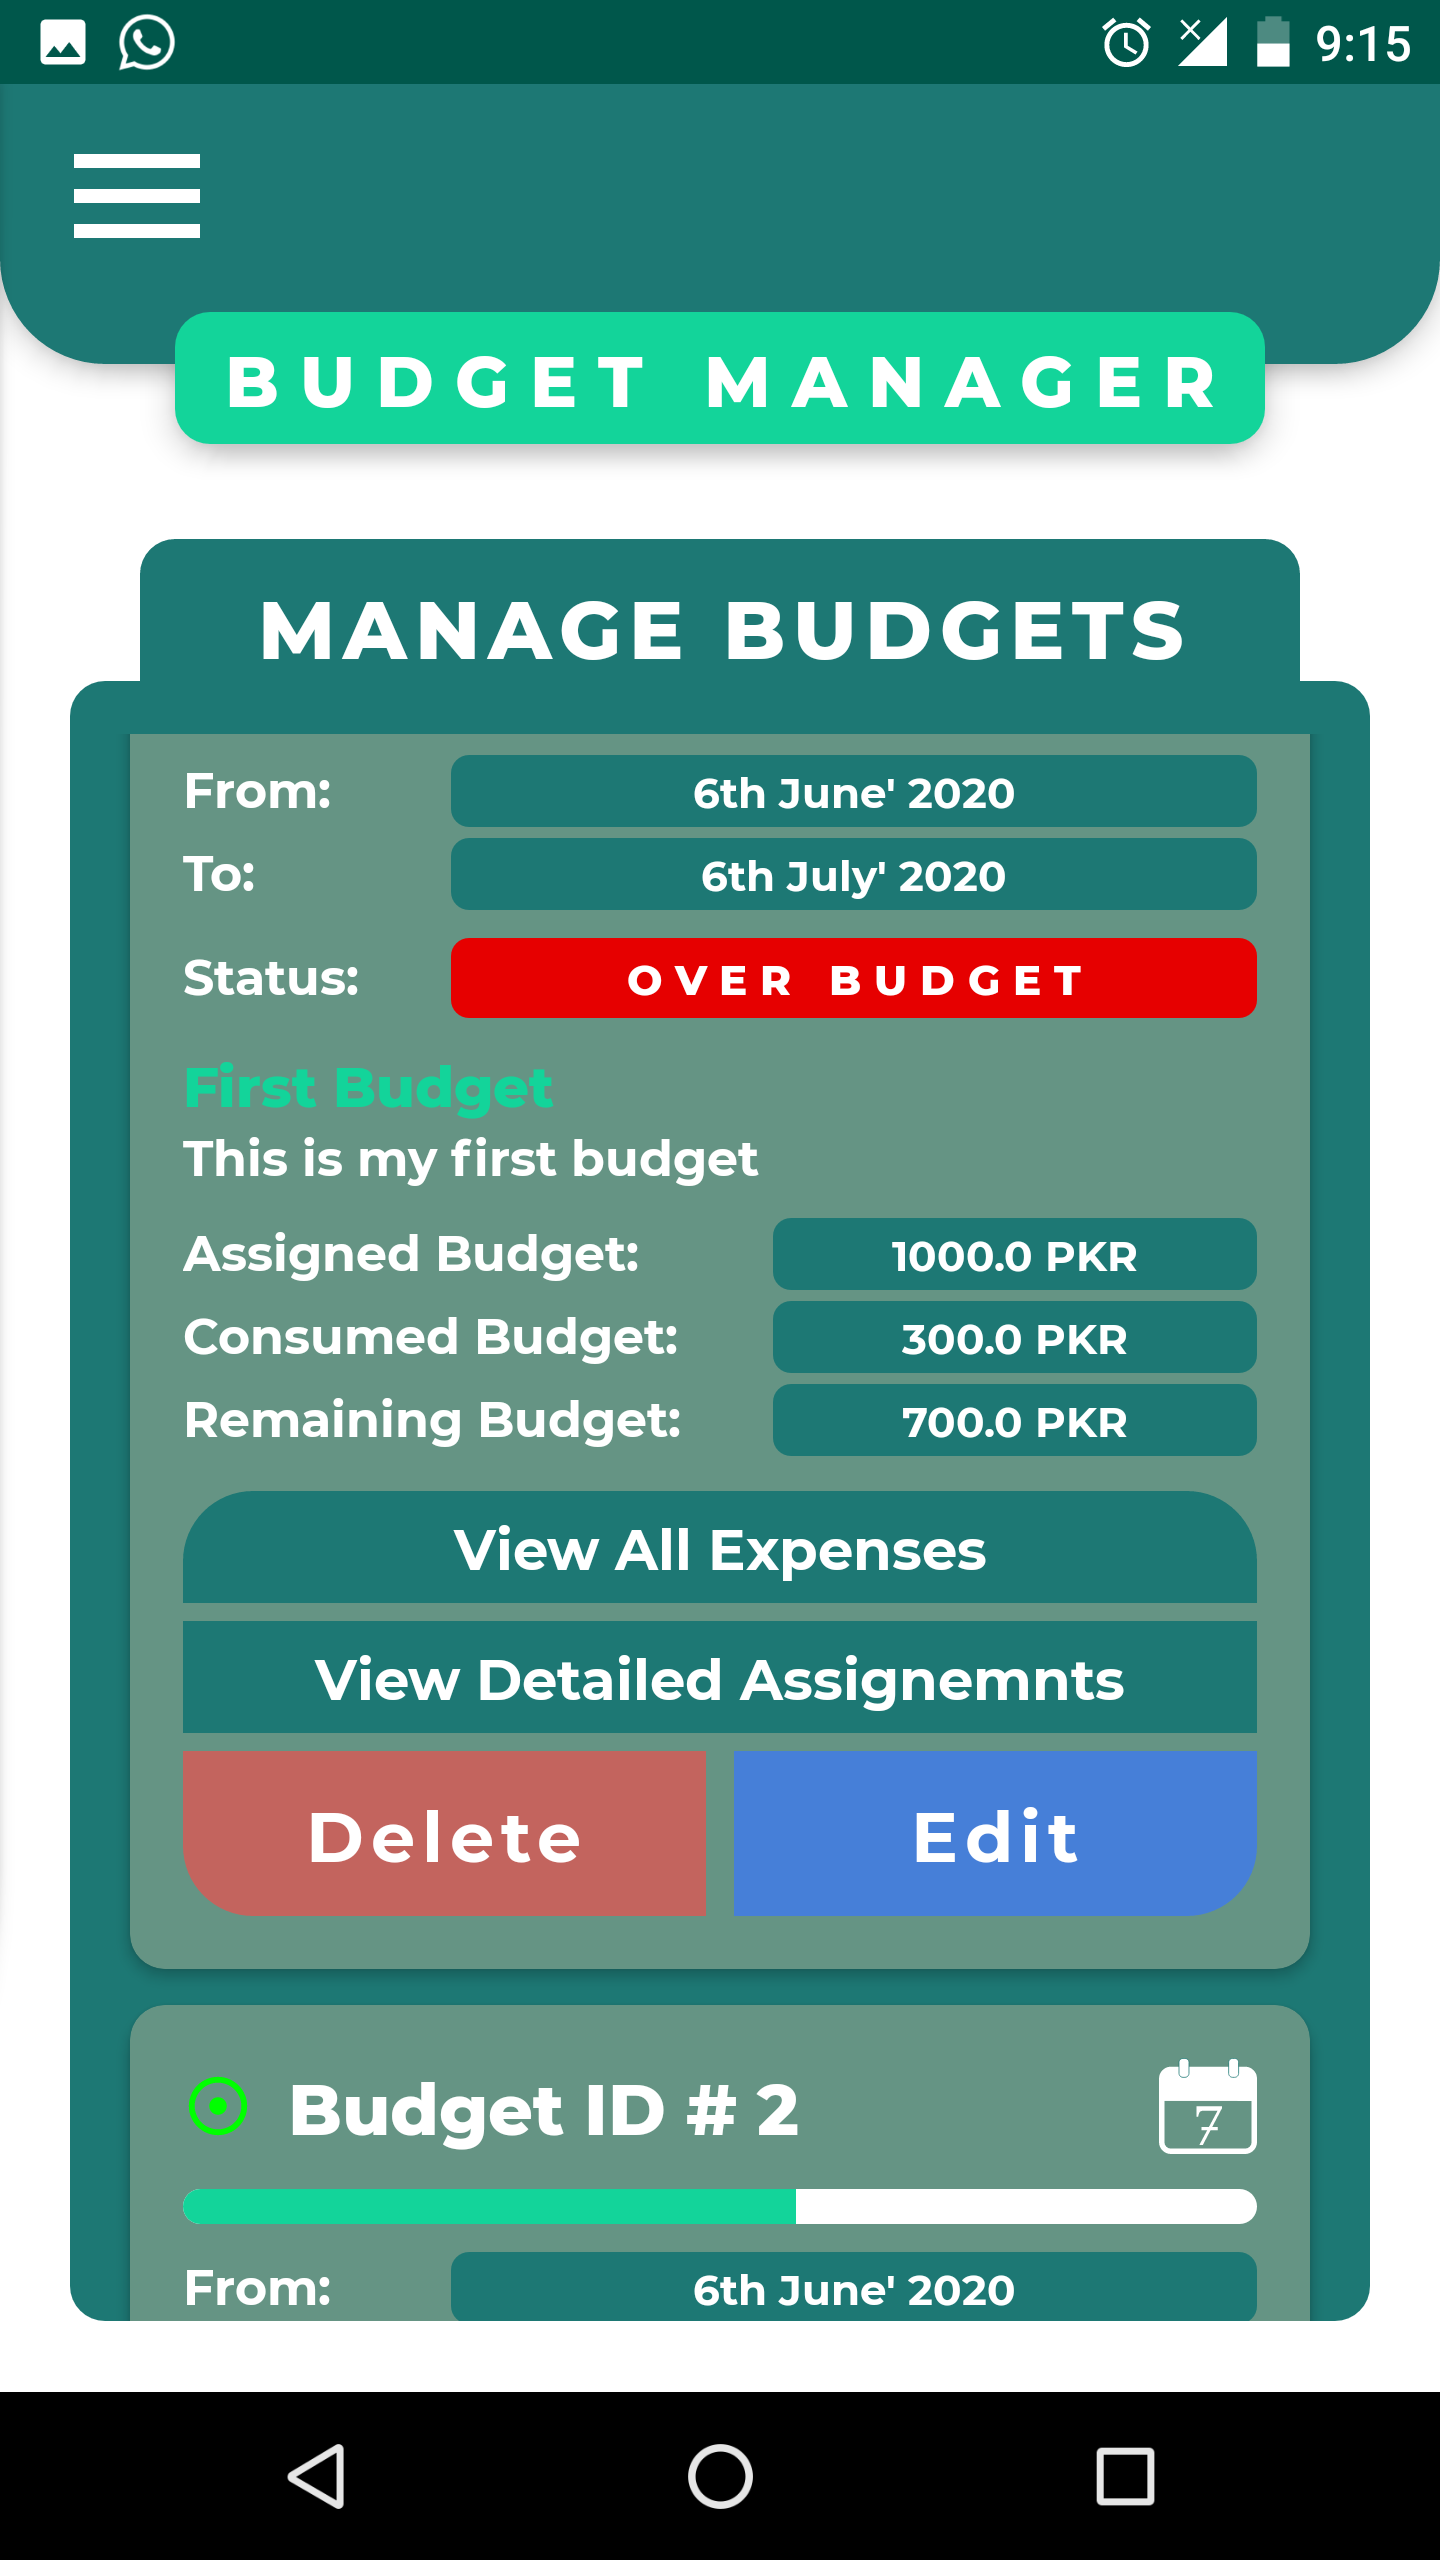 9:15
BUDGET MANAGER
MANAGE BUDGETS
From: 6th June' 2020
To: 6th July' 2020
Status: OVER BUDGET
First Budget
This is my first budget
Assigned Budget: 1000.0 PKR
Consumed Budget: 300.0 PKR
Remaining Budget: 700.0 PKR
View All Expenses
View Detailed Assignemnts
Delete Edit
Budget ID # 2 7
From: 6th June' 2020